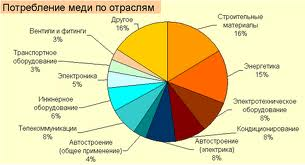 Потребление меди по отраслям
Другое
16%
Строительные
материалы
16%
Вентили и фитинги
3%
Транспортное
оборудование
3%
Энергетика
15%
Электроника
5%
Электротехническое
оборудование
8%
Инженерное
оборудование
6%
Кондиционирование
8%
Телекоммуникации
8%
Автостроение
(общее применение)
4%
Автостроение
(электрика)
8%